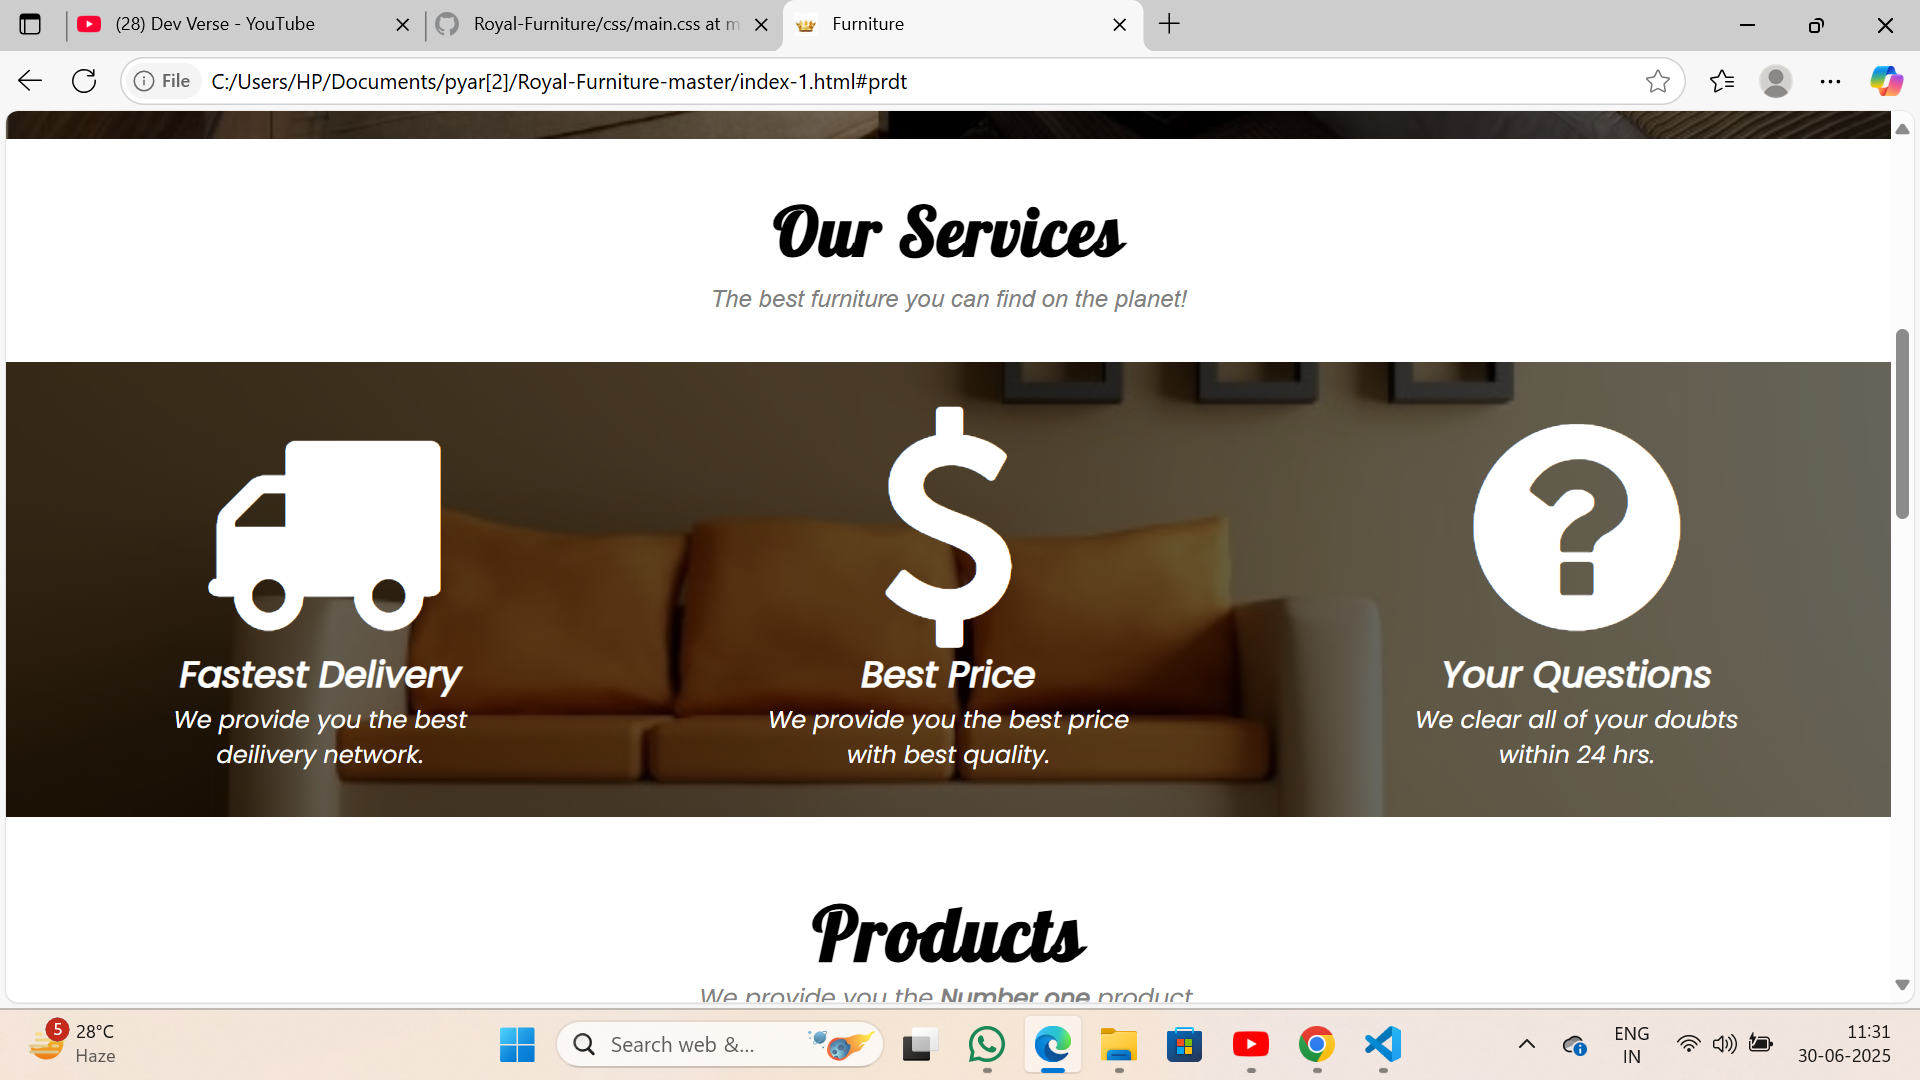 (28) Dev Verse - YouTube
Royal-Furniture/css/main.css at m
Furniture
File
C:/Users/HP/Documents/pyar[2]/Royal-Furniture-master/index-1.html#prdt
Our Services
The best furniture you can find on the planet!
Fastest Delivery
We provide you the best
deilivery network.
Best Price
We provide you the best price
with best quality.
Your Questions
We clear all of your doubts
within 24 hrs.
Products
We provide you the Number one product
5
28°C
Haze
Search web &...
ENG
IN
11:31
30-06-2025